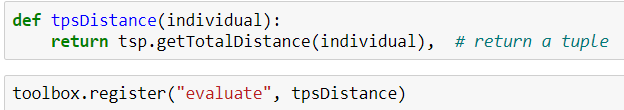 def tpsDistance(individual):
    return tsp.getTotalDistance(individual),  # return a tuple
toolbox.register("evaluate", tpsDistance)